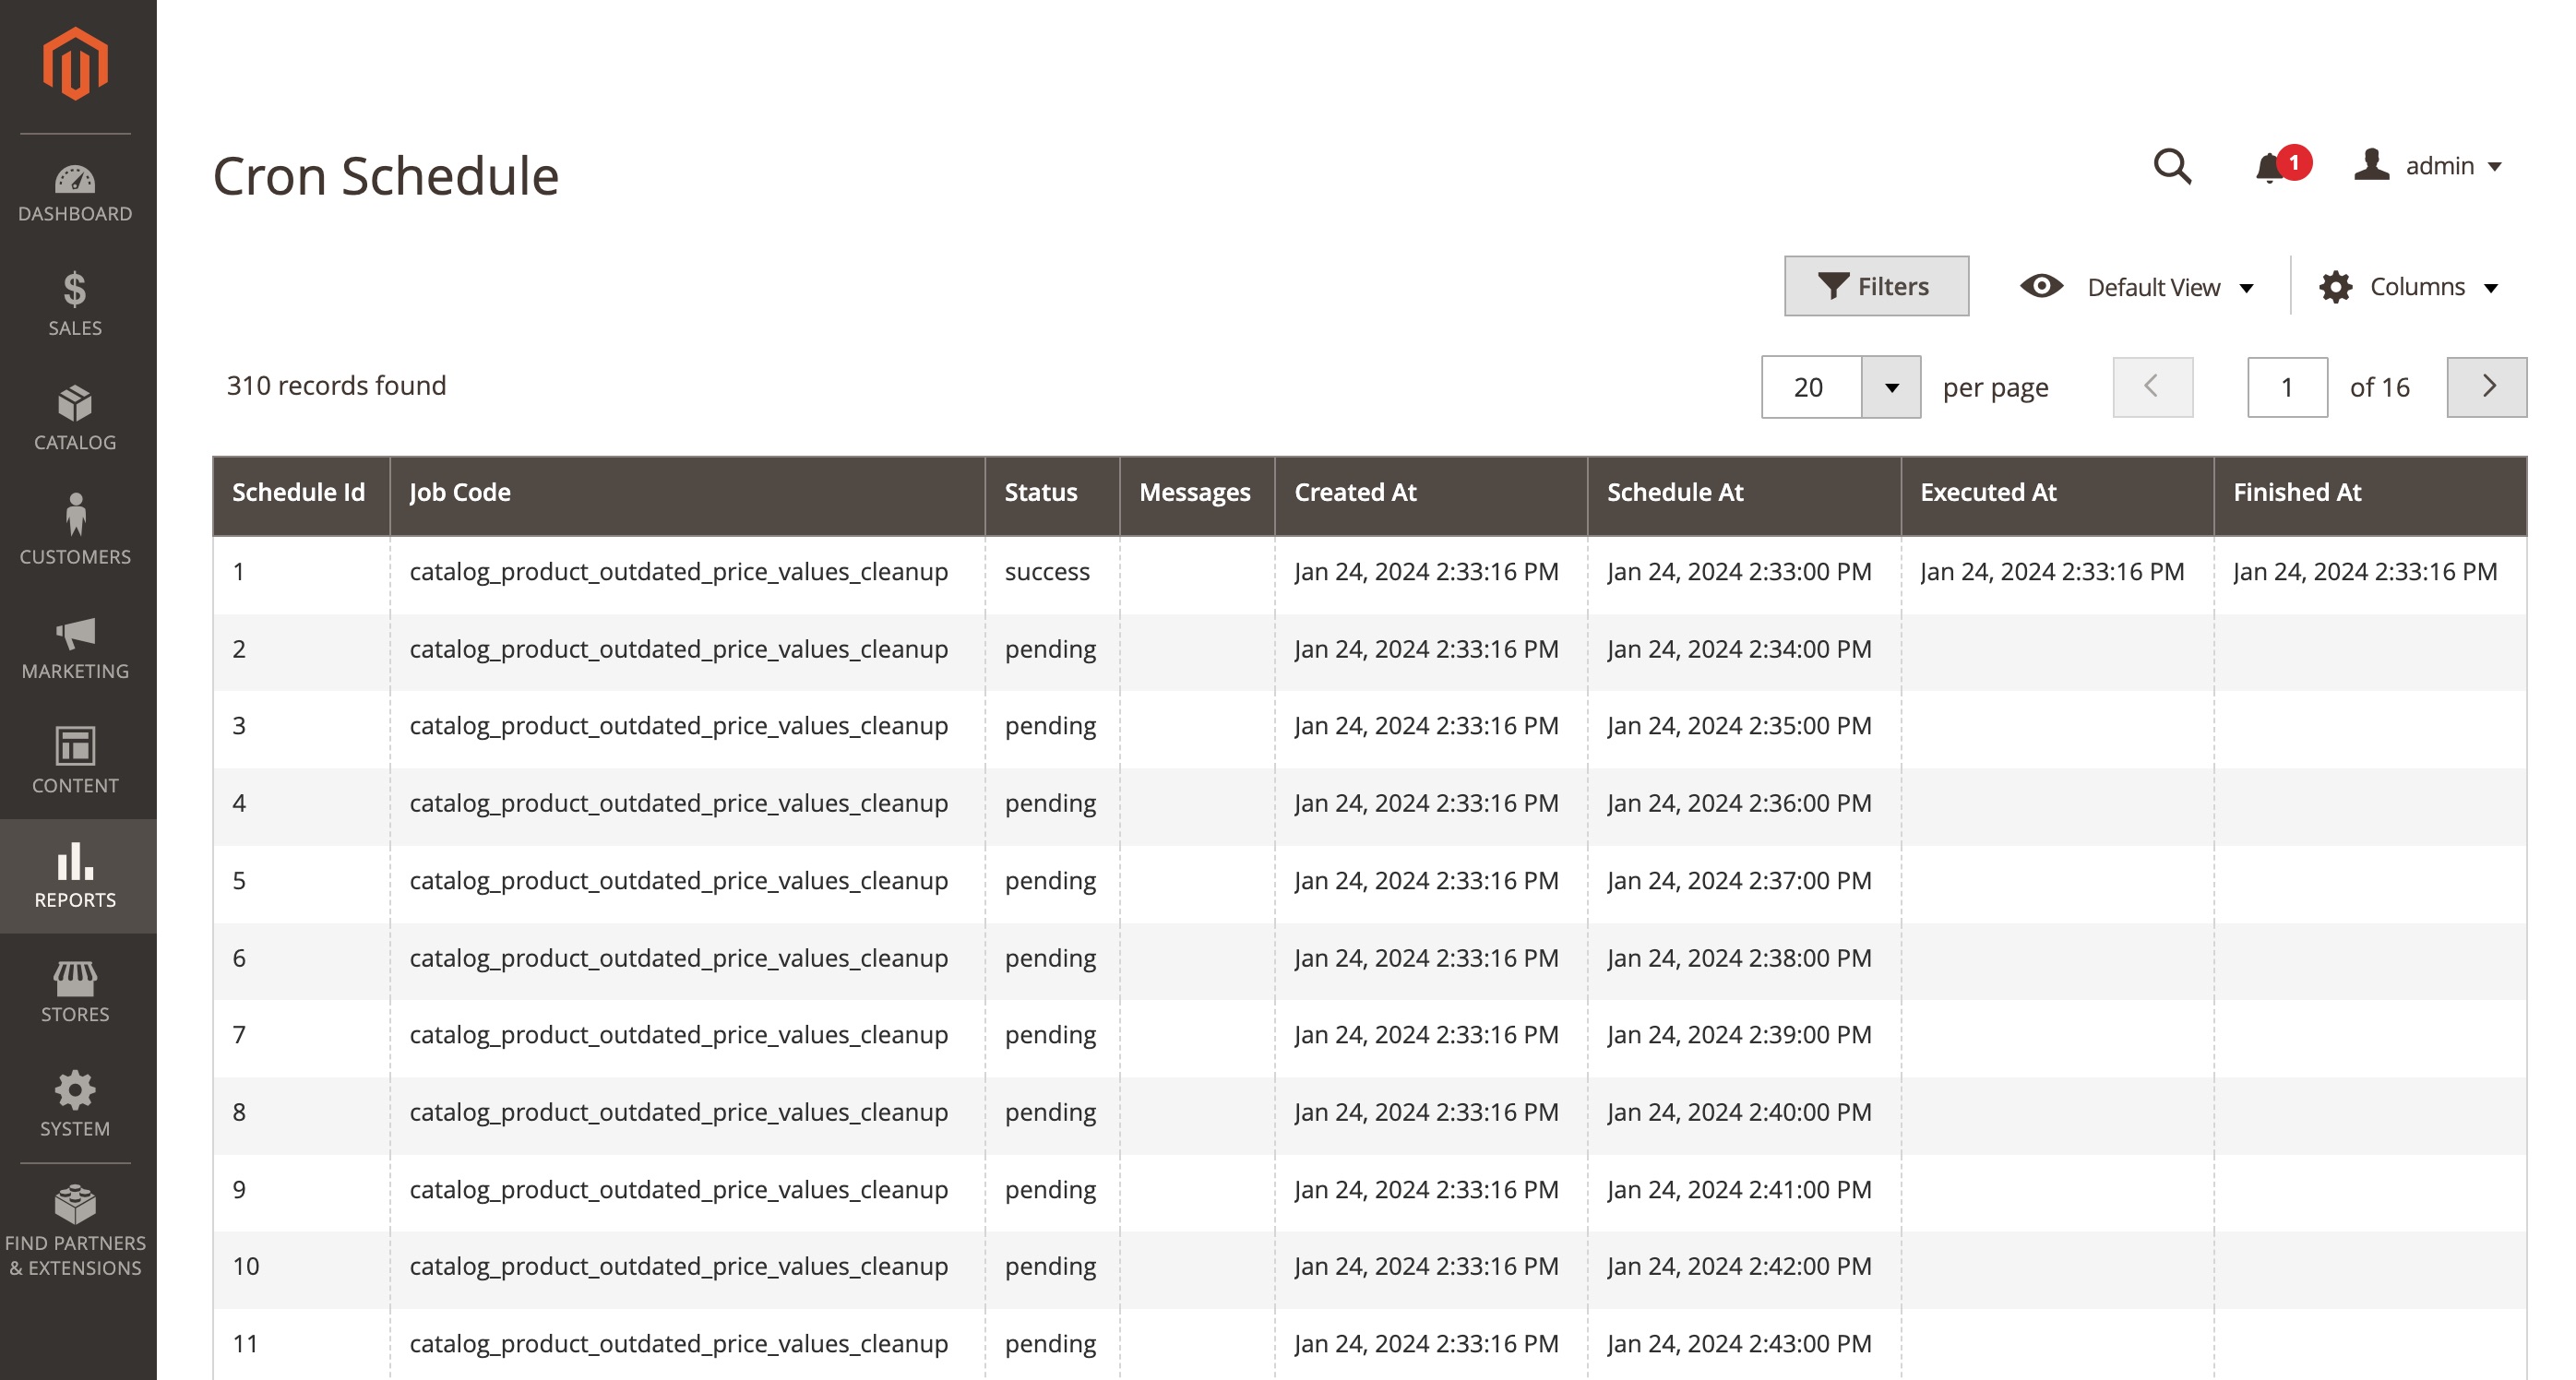 Cron Schedule
1
admin
Filters
Default View
Columns
310 records found
20
per page
1
of 16
DASHBOARD
SALES
CATALOG
CUSTOMERS
MARKETING
CONTENT
REPORTS
STORES
SYSTEM
FIND PARTNERS
& EXTENSIONS
Schedule Id Job Code Status Messages Created At Schedule At Executed At Finished At
1 catalog_product_outdated_price_values_cleanup success Jan 24, 2024 2:33:16 PM Jan 24, 2024 2:33:00 PM Jan 24, 2024 2:33:16 PM Jan 24, 2024 2:33:16 PM
2 catalog_product_outdated_price_values_cleanup pending Jan 24, 2024 2:33:16 PM Jan 24, 2024 2:34:00 PM
3 catalog_product_outdated_price_values_cleanup pending Jan 24, 2024 2:33:16 PM Jan 24, 2024 2:35:00 PM
4 catalog_product_outdated_price_values_cleanup pending Jan 24, 2024 2:33:16 PM Jan 24, 2024 2:36:00 PM
5 catalog_product_outdated_price_values_cleanup pending Jan 24, 2024 2:33:16 PM Jan 24, 2024 2:37:00 PM
6 catalog_product_outdated_price_values_cleanup pending Jan 24, 2024 2:33:16 PM Jan 24, 2024 2:38:00 PM
7 catalog_product_outdated_price_values_cleanup pending Jan 24, 2024 2:33:16 PM Jan 24, 2024 2:39:00 PM
8 catalog_product_outdated_price_values_cleanup pending Jan 24, 2024 2:33:16 PM Jan 24, 2024 2:40:00 PM
9 catalog_product_outdated_price_values_cleanup pending Jan 24, 2024 2:33:16 PM Jan 24, 2024 2:41:00 PM
10 catalog_product_outdated_price_values_cleanup pending Jan 24, 2024 2:33:16 PM Jan 24, 2024 2:42:00 PM
11 catalog_product_outdated_price_values_cleanup pending Jan 24, 2024 2:33:16 PM Jan 24, 2024 2:43:00 PM